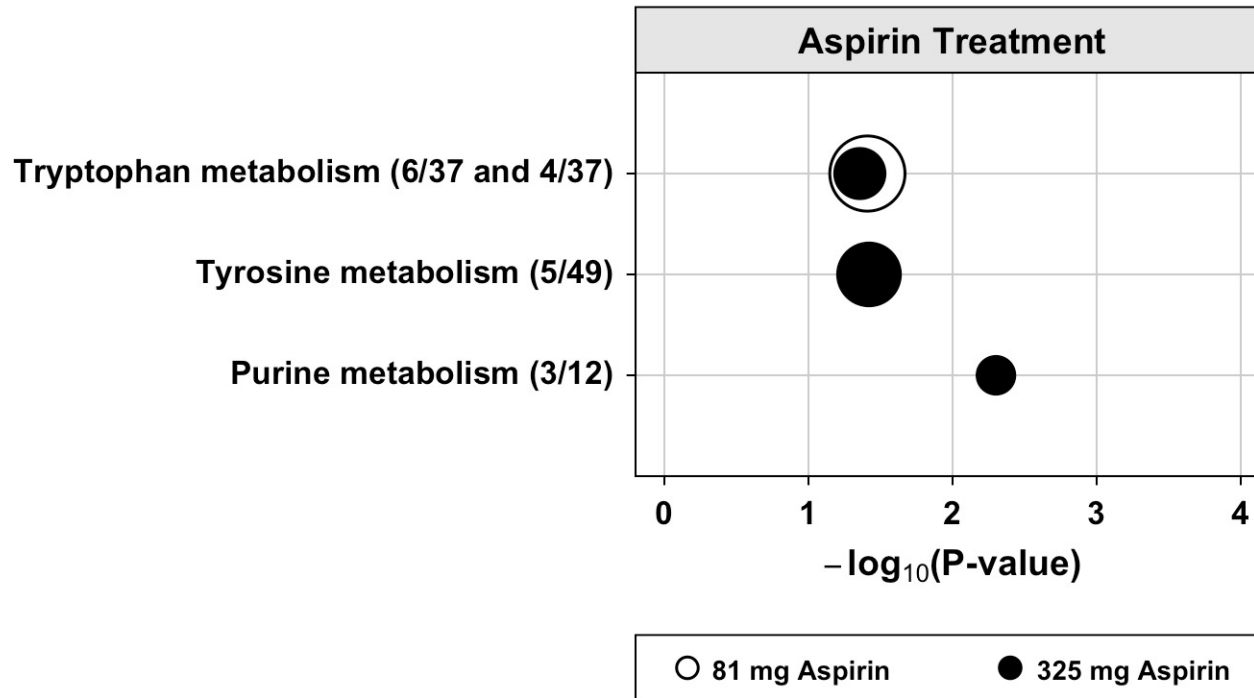 Aspirin Treatment
Tryptophan metabolism (6/37 and 4/37)
Tyrosine metabolism (5/49)
Purine metabolism (3/12)
0 1 2 3 4
– log₁₀(P-value)
81 mg Aspirin 325 mg Aspirin